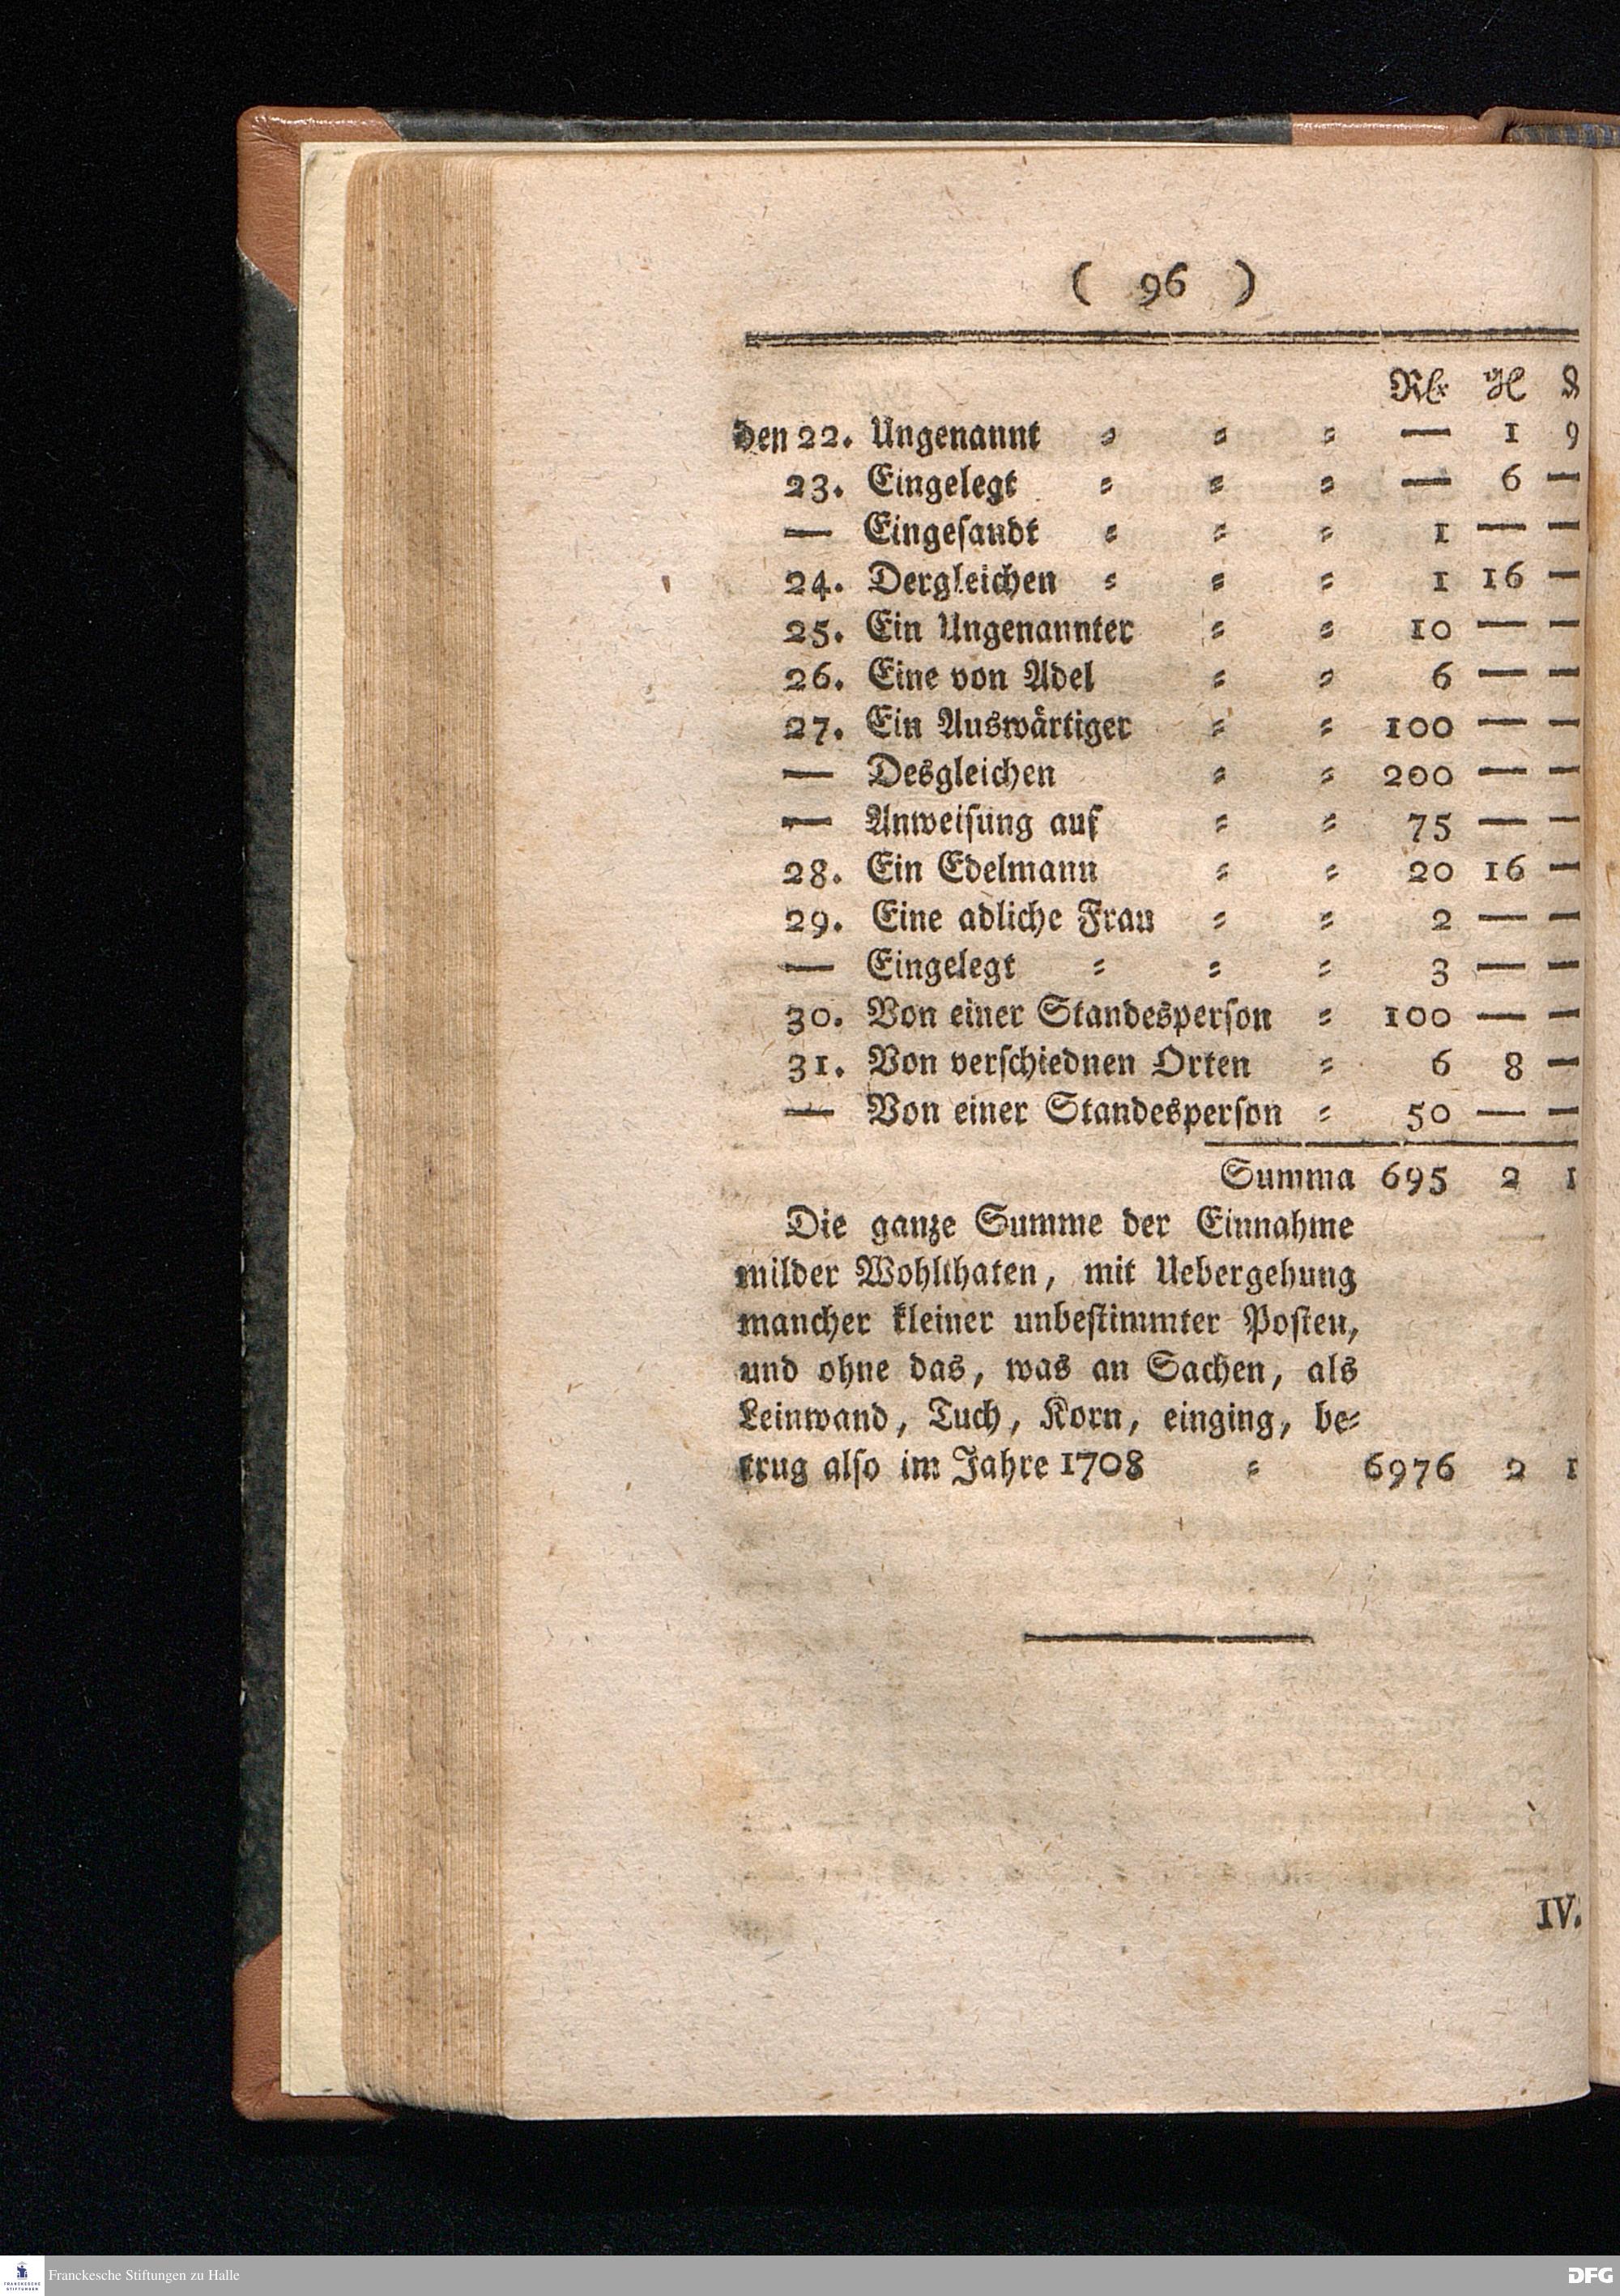 ( 96 )
Rthlr gl ₰
den 22. Ungenannt ⸗ ⸗ ⸗ — 1 9
23. Eingelegt ⸗ ⸗ ⸗ — 6 —
— Eingeſandt ⸗ ⸗ ⸗ 1 — —
24. Dergleichen ⸗ ⸗ ⸗ 1 16 —
25. Ein Ungenannter ⸗ ⸗ 10 — —
26. Eine von Adel ⸗ ⸗ 6 — —
27. Ein Auswärtiger ⸗ ⸗ 100 — —
— Desgleichen ⸗ ⸗ 200 — —
— Anweiſung auf ⸗ ⸗ 75 — —
28. Ein Edelmann ⸗ ⸗ 20 16 —
29. Eine adliche Frau ⸗ ⸗ 2 — —
— Eingelegt ⸗ ⸗ ⸗ 3 — —
30. Von einer Standesperſon ⸗ 100 — —
31. Von verſchiednen Orten ⸗ 6 8 —
— Von einer Standesperſon ⸗ 50 — —
Summa 695 2 1
Die ganze Summe der Einnahme
milder Wohlthaten, mit Uebergehung
mancher kleiner unbeſtimmter Poſten,
und ohne das, was an Sachen, als
Leinwand, Tuch, Korn, einging, be⸗
trug alſo im Jahre 1708 ⸗ 6976 2 1
IV.
FRANCKESCHE
STIFTUNGEN
Franckesche Stiftungen zu Halle
DFG